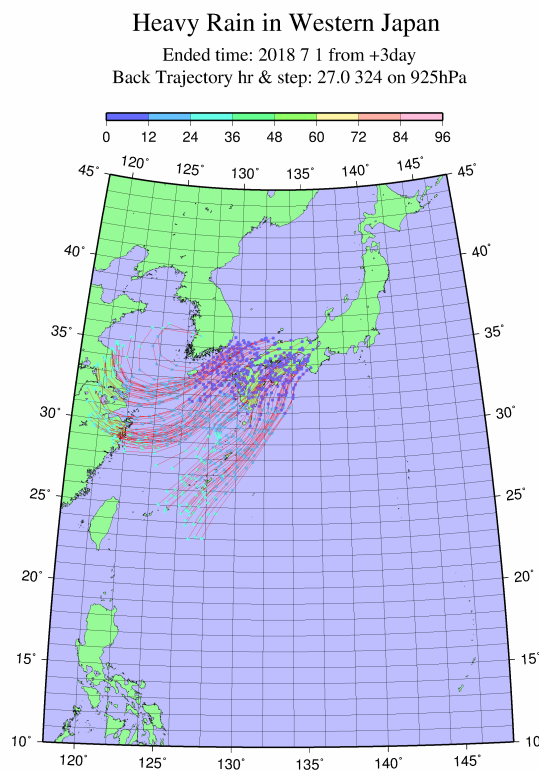 Heavy Rain in Western Japan
Ended time: 2018 7 1 from +3day
Back Trajectory hr & step: 27.0 324 on 925hPa
0 12 24 36 48 60 72 84 96
120˚ 125˚ 130˚ 135˚ 140˚ 145˚
45˚ 45˚
40˚ 40˚
35˚ 35˚
30˚ 30˚
25˚ 25˚
20˚ 20˚
15˚ 15˚
10˚ 10˚
120˚ 125˚ 130˚ 135˚ 140˚ 145˚